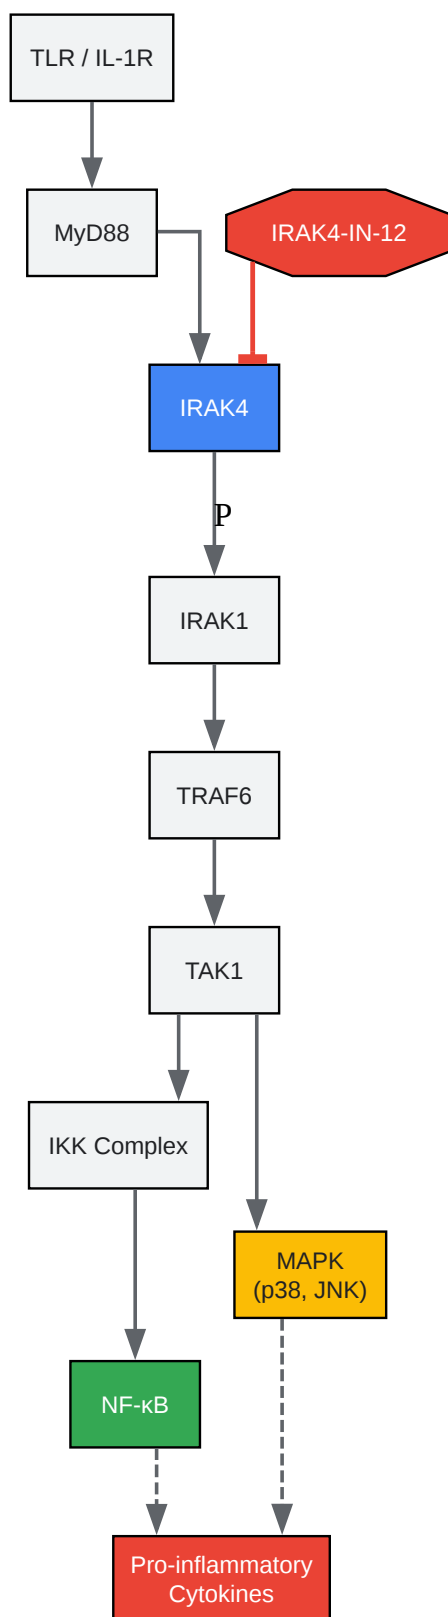 TLR / IL-1R
MyD88
IRAK4-IN-12
IRAK4
P
IRAK1
TRAF6
TAK1
IKK Complex
MAPK
(p38, JNK)
NF-κB
Pro-inflammatory
Cytokines